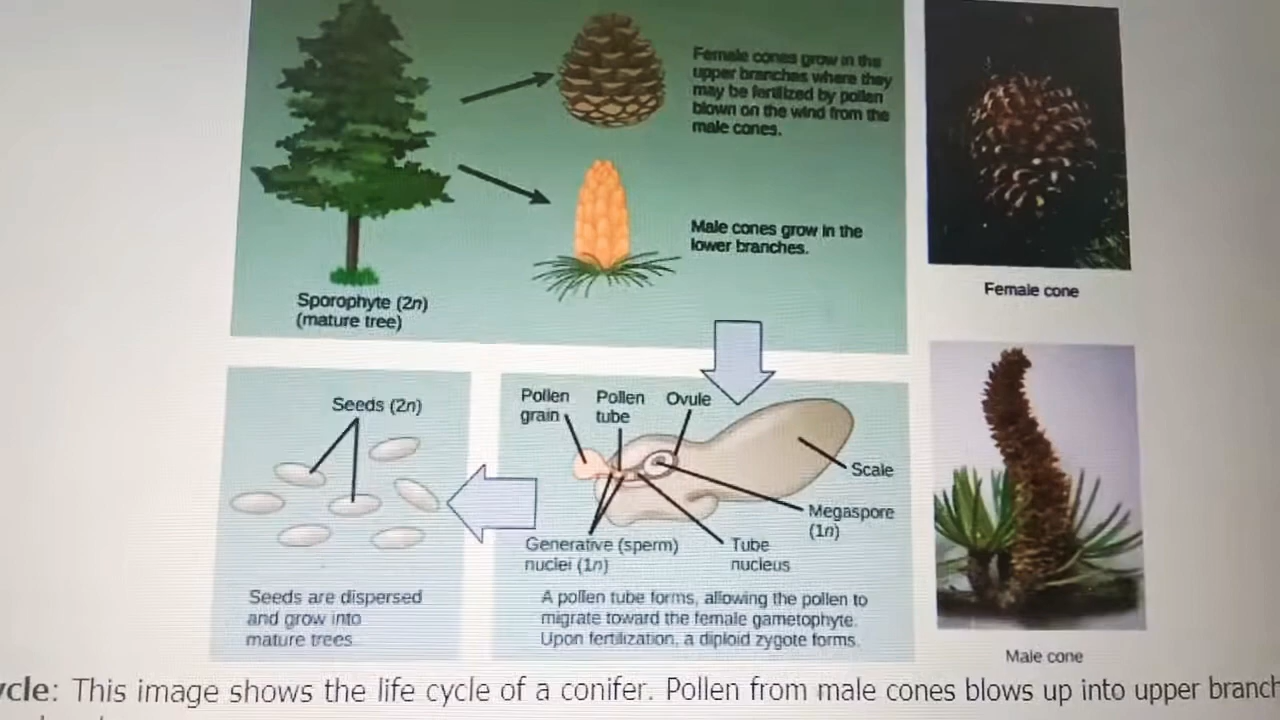 Female cones grow in the
upper branches where they
may be fertilized by pollen
blown on the wind from the
male cones.
Male cones grow in the
lower branches.
Sporophyte (2n)
(mature tree)
Female cone
Pollen
grain
Pollen
tube
Ovule
Scale
Megaspore
(1n)
Tube
nucleus
Generative (sperm)
nuclei (1n)
A pollen tube forms, allowing the pollen to
migrate toward the female gametophyte.
Upon fertilization, a diploid zygote forms.
Seeds (2n)
Seeds are dispersed
and grow into
mature trees
Male cone
ycle: This image shows the life cycle of a conifer. Pollen from male cones blows up into upper branch